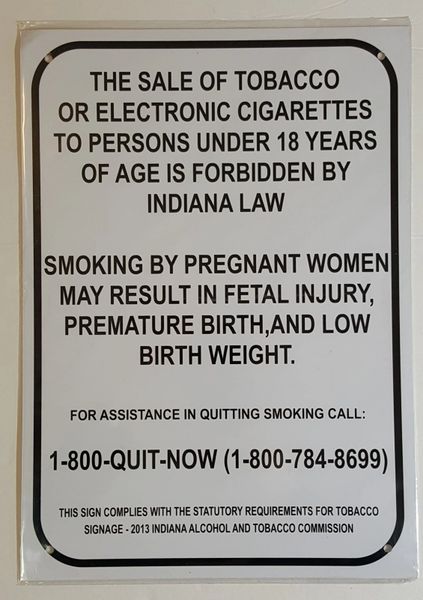 THE SALE OF TOBACCO
OR ELECTRONIC CIGARETTES
TO PERSONS UNDER 18 YEARS
OF AGE IS FORBIDDEN BY
INDIANA LAW
SMOKING BY PREGNANT WOMEN
MAY RESULT IN FETAL INJURY,
PREMATURE BIRTH,AND LOW
BIRTH WEIGHT.
FOR ASSISTANCE IN QUITTING SMOKING CALL:
1-800-QUIT-NOW (1-800-784-8699)
THIS SIGN COMPLIES WITH THE STATUTORY REQUIREMENTS FOR TOBACCO
SIGNAGE - 2013 INDIANA ALCOHOL AND TOBACCO COMMISSION